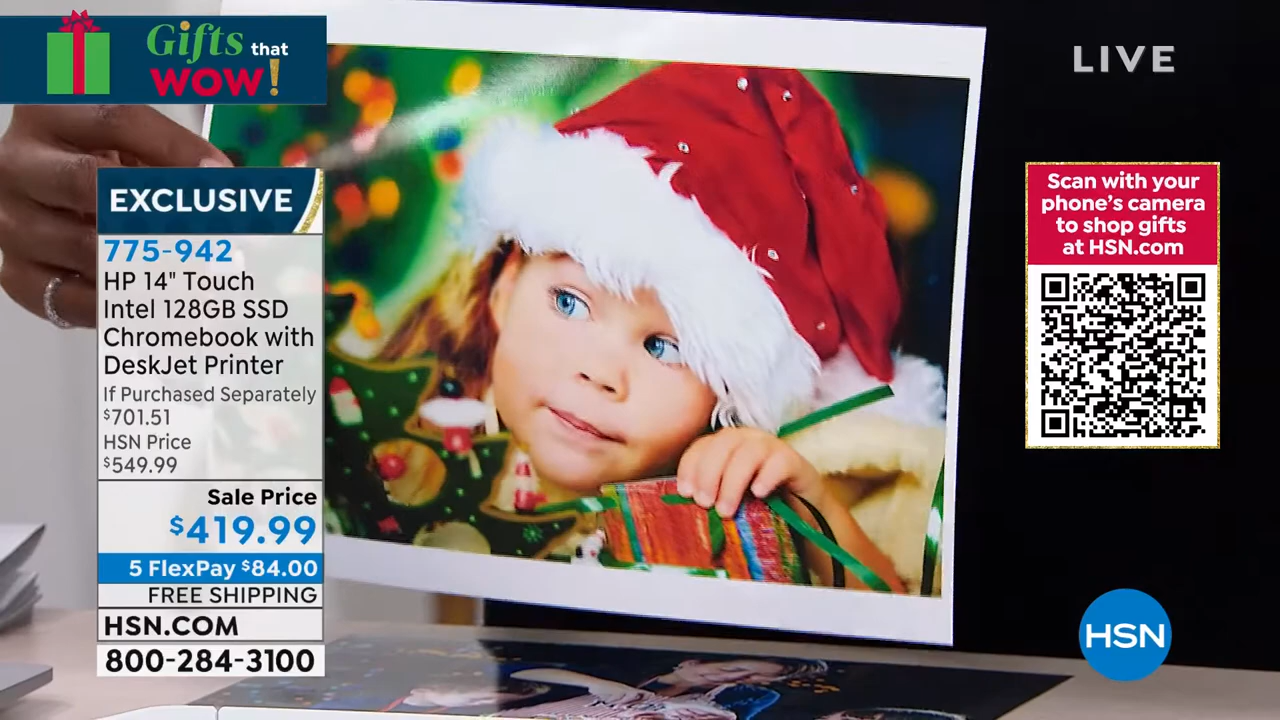 Gifts that
WOW!
LIVE
EXCLUSIVE
775-942
HP 14" Touch
Intel 128GB SSD
Chromebook with
DeskJet Printer
If Purchased Separately
$701.51
HSN Price
$549.99
Sale Price
$419.99
5 FlexPay $84.00
FREE SHIPPING
HSN.COM
800-284-3100
Scan with your
phone's camera
to shop gifts
at HSN.com
HSN